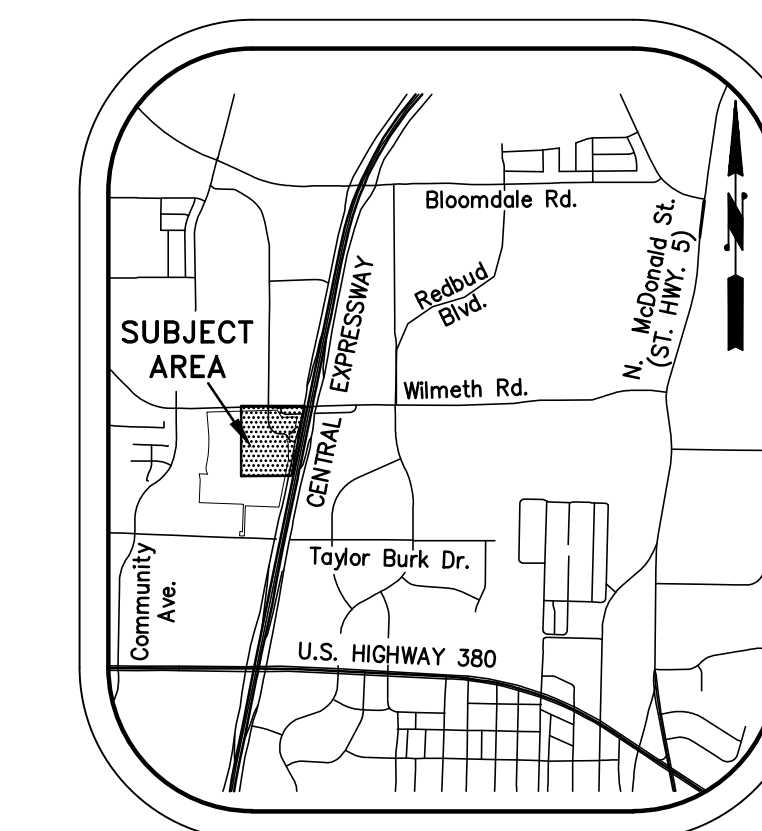 Bloomdale Rd.
N. McDonald St.
(ST. HWY. 5)
N
Redbud
Blvd.
SUBJECT
AREA
CENTRAL EXPRESSWAY
Wilmeth Rd.
Taylor Burk Dr.
Community
Ave.
U.S. HIGHWAY 380